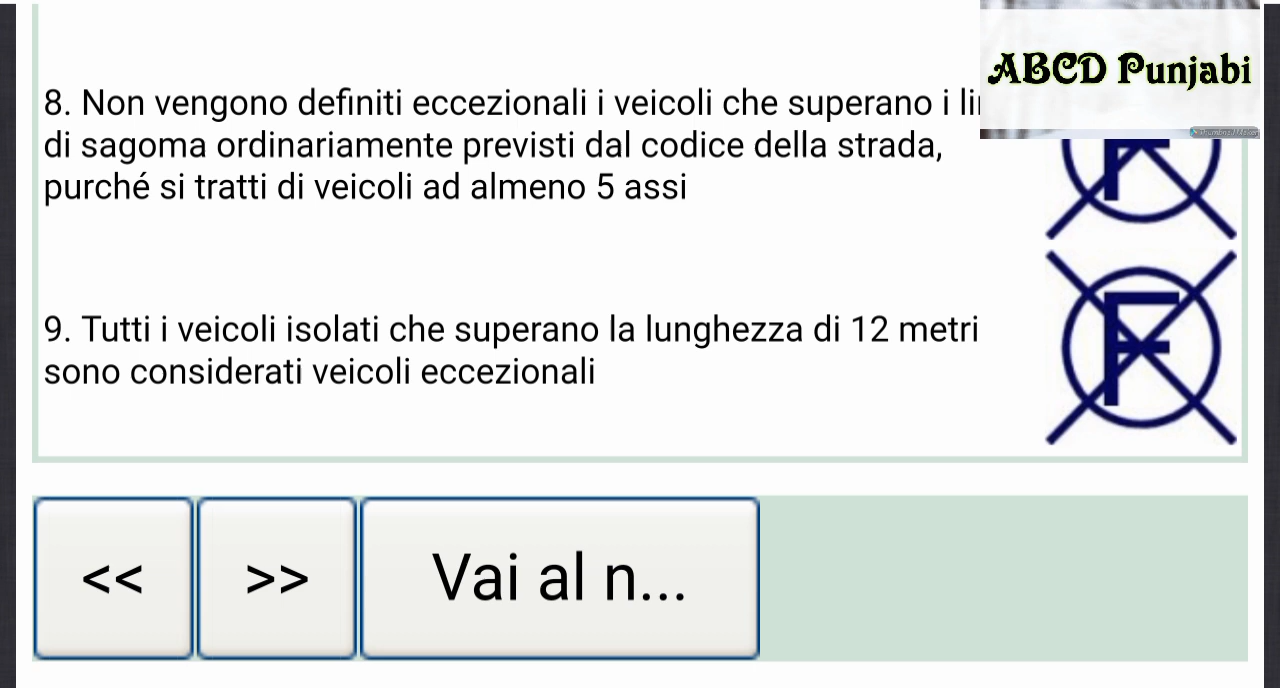 ABCD Punjabi
8. Non vengono definiti eccezionali i veicoli che superano i
di sagoma ordinariamente previsti dal codice della strada,
purché si tratti di veicoli ad almeno 5 assi
F
9. Tutti i veicoli isolati che superano la lunghezza di 12 metri
sono considerati veicoli eccezionali
F
<< >> Vai al n...